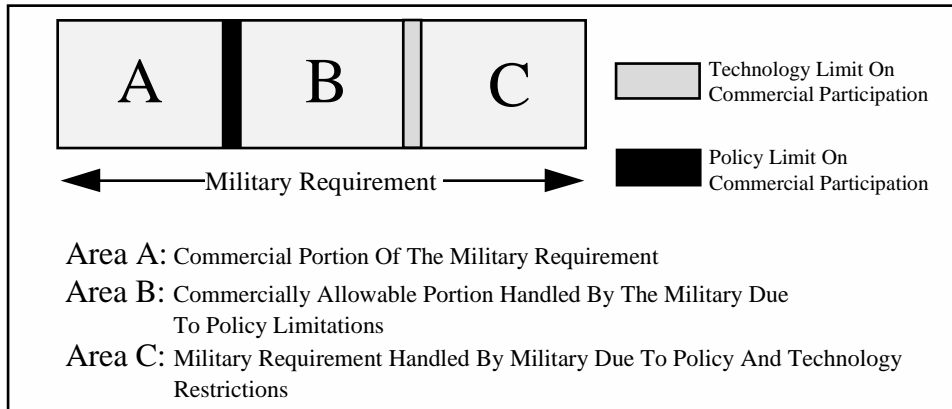 A B C
Technology Limit On
Commercial Participation
Policy Limit On
Commercial Participation
Military Requirement
Area A: Commercial Portion Of The Military Requirement
Area B: Commercially Allowable Portion Handled By The Military Due
To Policy Limitations
Area C: Military Requirement Handled By Military Due To Policy And Technology
Restrictions